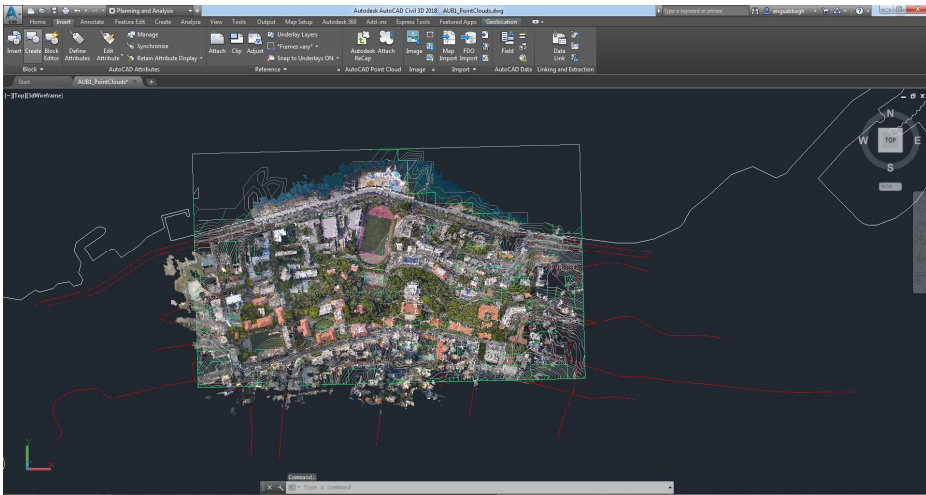 Planning and Analysis
Autodesk AutoCAD Civil 3D 2018 AUB1_PointClouds.dwg
Type a keyword or phrase
engsabbagh
Home Insert Annotate Feature Edit Create Analyze View Tools Output Map Setup Autodesk 360 Add-ins Express Tools Featured Apps Geolocation
Insert Create Block Editor Define Attributes Edit Attribute Manage Synchronize Retain Attribute Display
Attach Clip Adjust Underlay Layers *Frames vary* Snap to Underlays ON
Autodesk ReCap Attach Image Map Import FDO Import Field Data Link
Block AutoCAD Attributes Reference AutoCAD Point Cloud Image Import AutoCAD Data Linking and Extraction
Start AUB1_PointClouds*
[–][Top][3dWireframe]
N
W TOP E
S
WCS
Y
X
Command:
Type a command